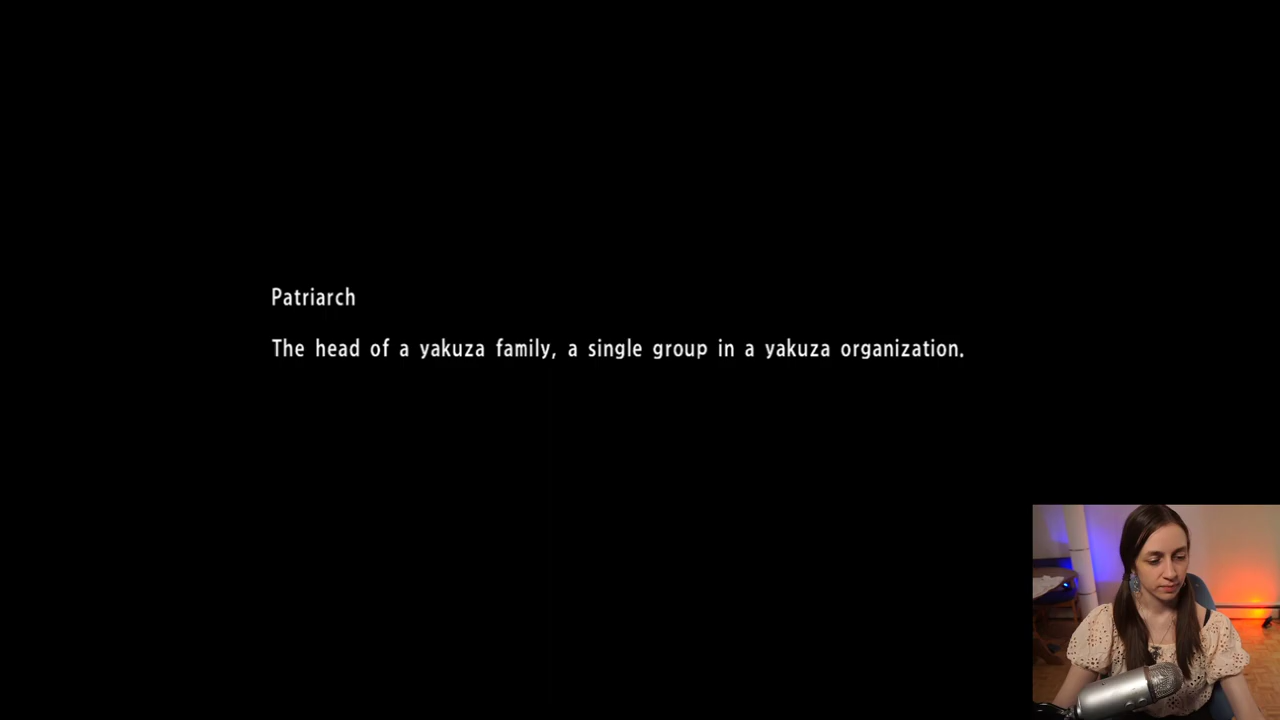 Patriarch
The head of a yakuza family, a single group in a yakuza organization.